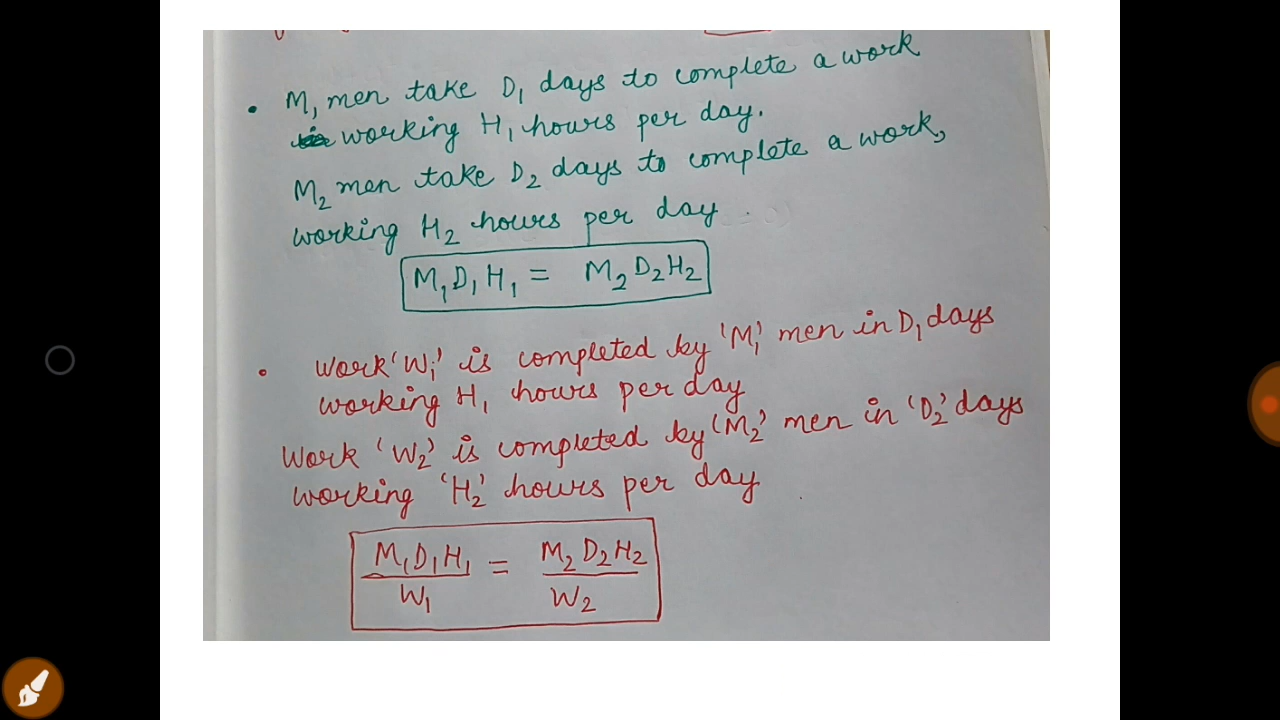 • M₁ men take D₁ days to complete a work
working H₁ hours per day.
M₂ men take D₂ days to complete a work,
working H₂ hours per day
M₁D₁H₁ = M₂D₂H₂
• Work 'W₁' is completed by 'M₁' men in D₁ days
working H₁ hours per day
Work 'W₂' is completed by 'M₂' men in 'D₂' days
working 'H₂' hours per day
M₁D₁H₁ = M₂D₂H₂
W₁ W₂